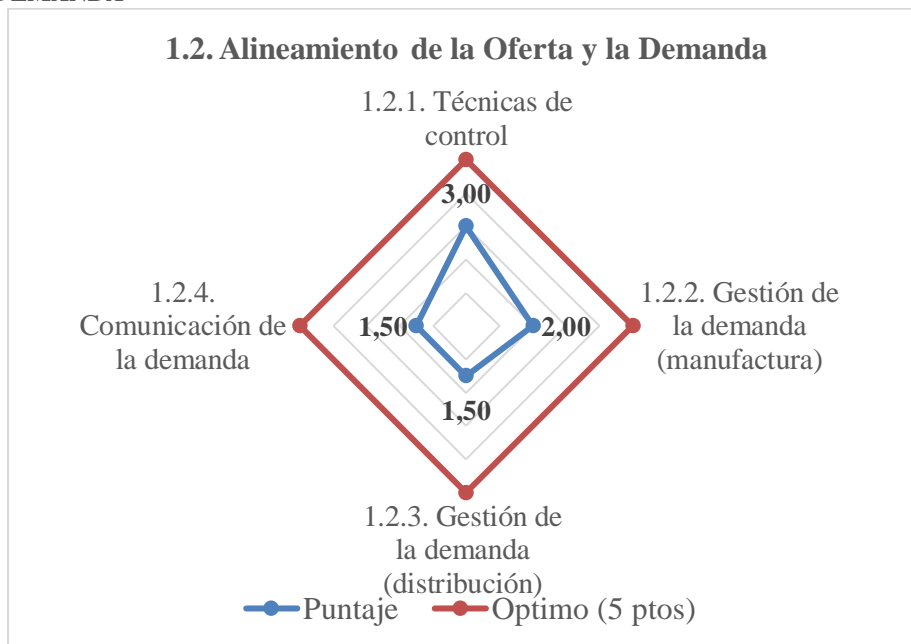 1.2. Alineamiento de la Oferta y la Demanda
1.2.1. Técnicas de
control
3,00
1.2.2. Gestión de
la demanda
(manufactura)
2,00
1.2.3. Gestión de
la demanda
(distribución)
1,50
1.2.4.
Comunicación de
la demanda
1,50
Puntaje
Optimo (5 ptos)